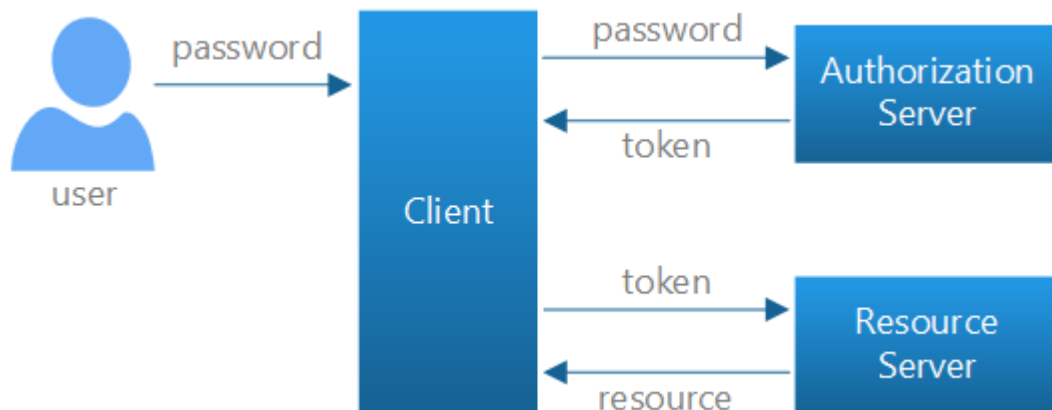 password
password
Authorization
Server
token
user
Client
token
Resource
Server
resource